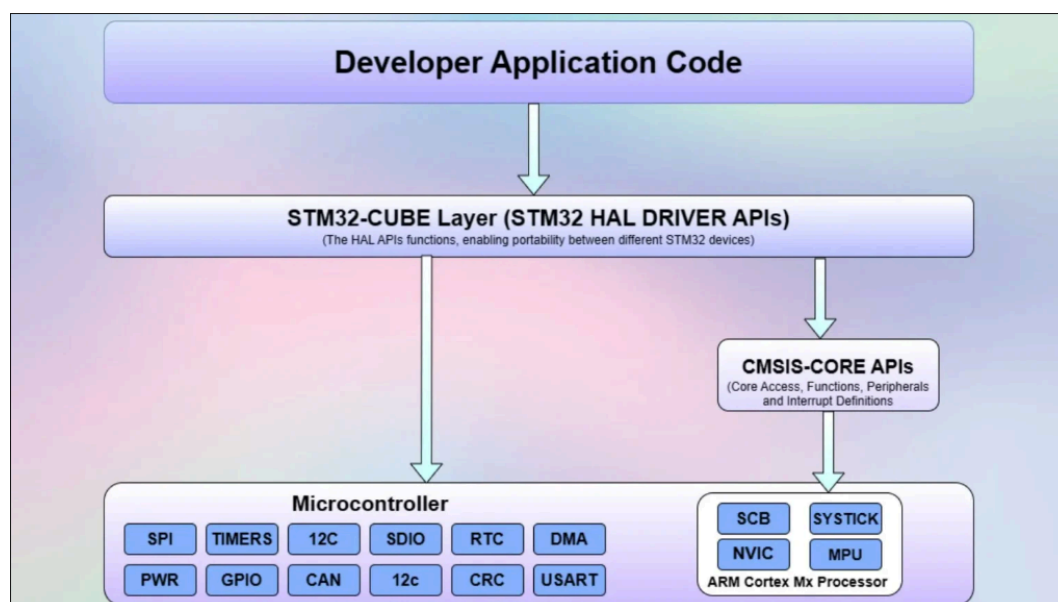 Developer Application Code
STM32-CUBE Layer (STM32 HAL DRIVER APIs)
(The HAL APIs functions, enabling portability between different STM32 devices)
CMSIS-CORE APIs
(Core Access, Functions, Peripherals
and Interrupt Definitions
Microcontroller
SPI TIMERS 12C SDIO RTC DMA
PWR GPIO CAN 12c CRC USART
SCB SYSTICK
NVIC MPU
ARM Cortex Mx Processor